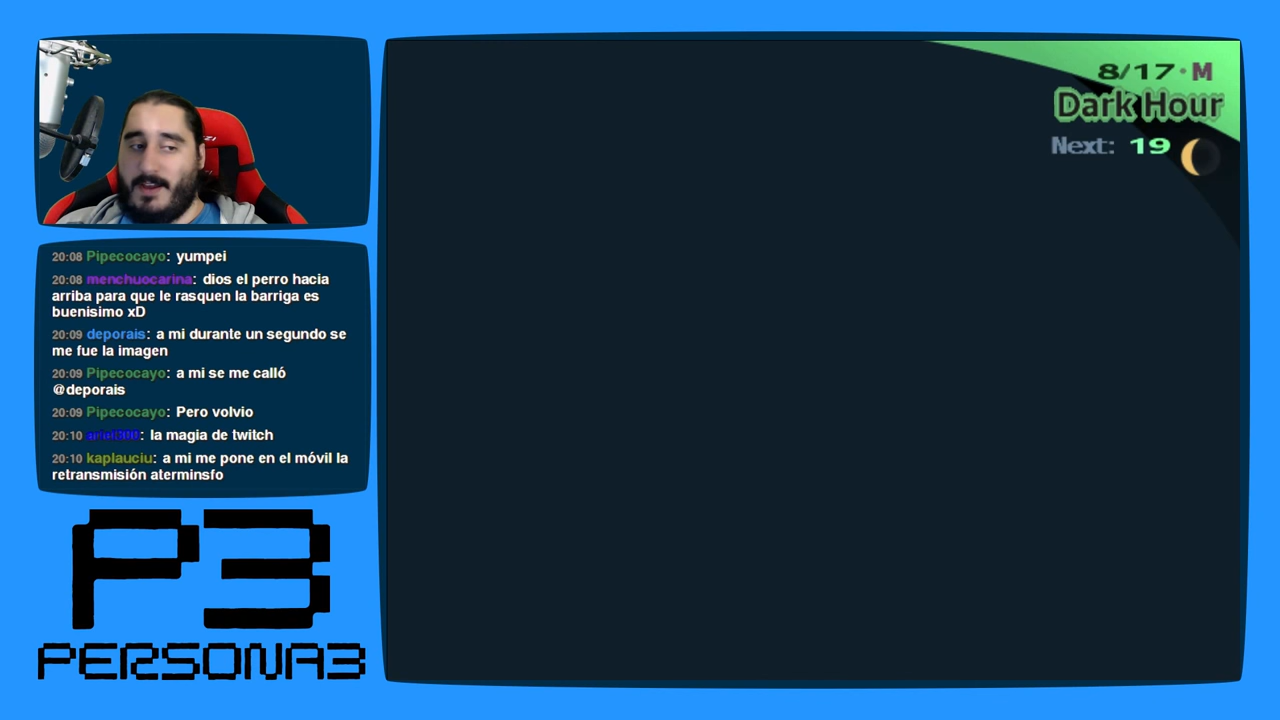 8/17·M
Dark Hour
Next: 19
20:08 Pipecocayo: yumpei
20:08 menchuocarina: dios el perro hacia
arriba para que le rasquen la barriga es
buenisimo xD
20:09 deporais: a mi durante un segundo se
me fue la imagen
20:09 Pipecocayo: a mi se me calló
@deporais
20:09 Pipecocayo: Pero volvio
20:10 : la magia de twitch
20:10 kaplauciu: a mi me pone en el móvil la
retransmisión aterminsfo
P3
PERSONA3